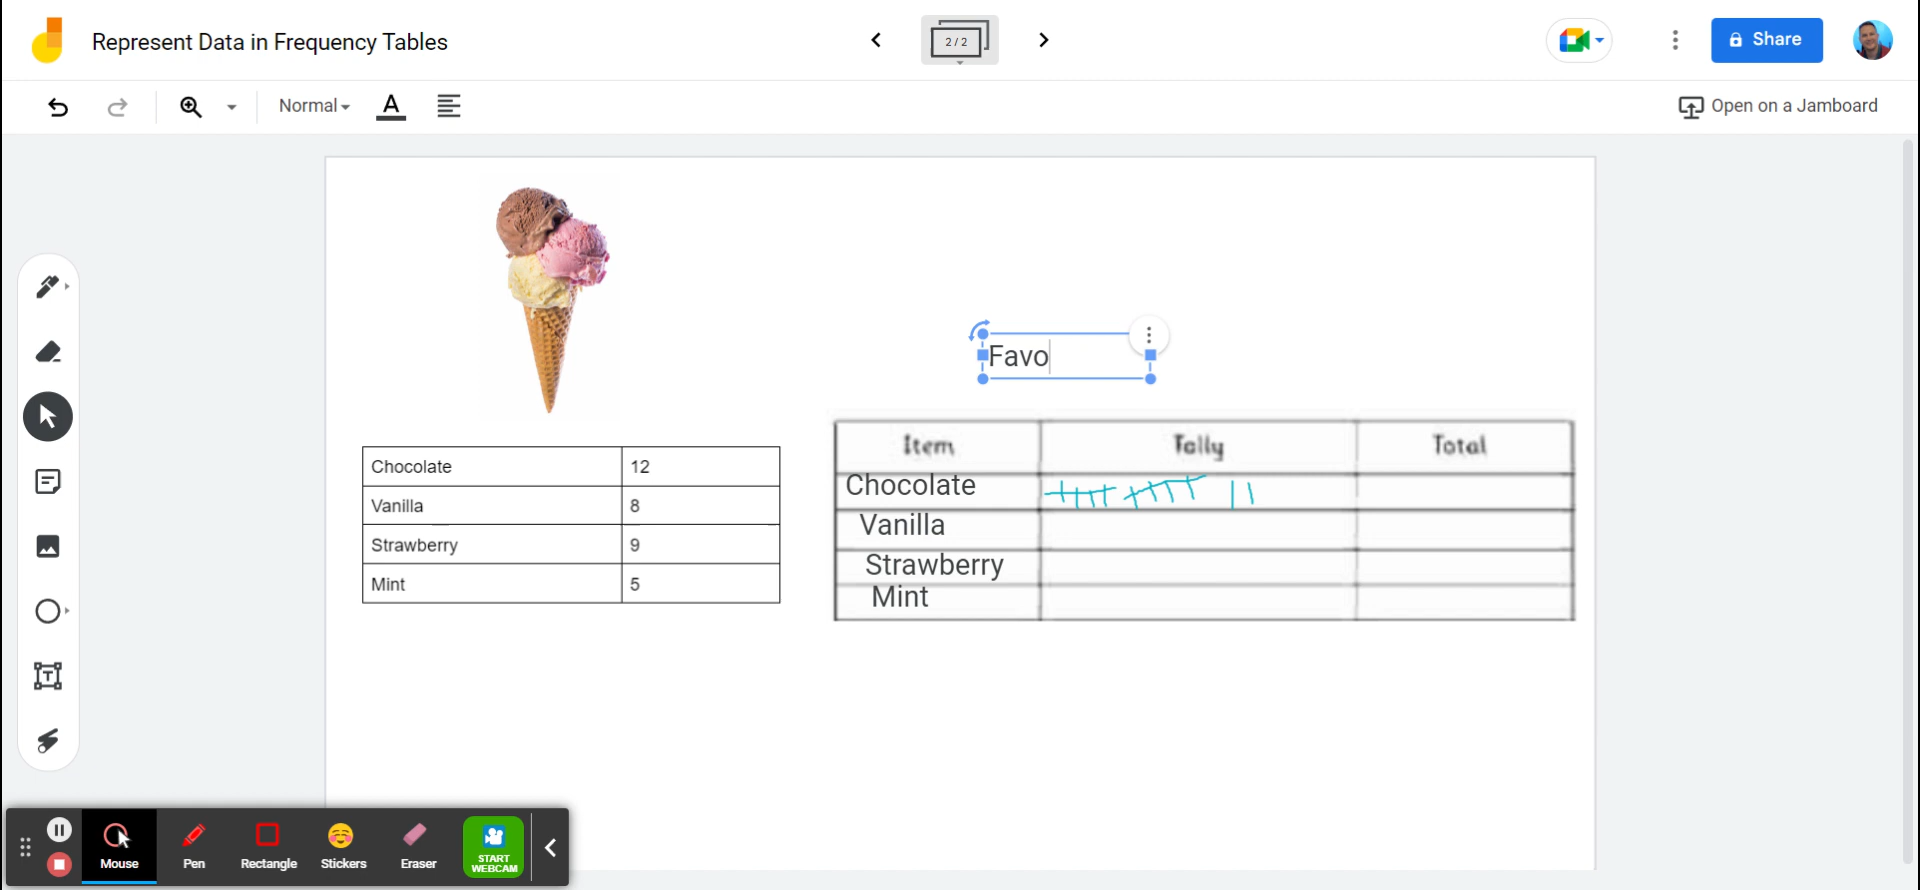 Represent Data in Frequency Tables
2 / 2
Share
Normal
A
Open on a Jamboard
Favo
Chocolate 12
Vanilla 8
Strawberry 9
Mint 5
Item Tally Total
Chocolate
Vanilla
Strawberry
Mint
T
Mouse Pen Rectangle Stickers Eraser START
WEBCAM